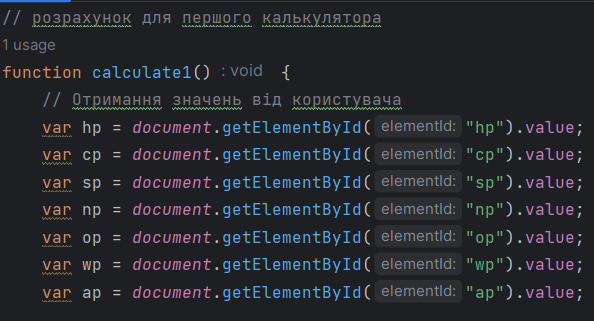 // розрахунок для першого калькулятора
1 usage
function calculate1() : void {
// Отримання значень від користувача
var hp = document.getElementById( elementId: "hp").value;
var cp = document.getElementById( elementId: "cp").value;
var sp = document.getElementById( elementId: "sp").value;
var np = document.getElementById( elementId: "np").value;
var op = document.getElementById( elementId: "op").value;
var wp = document.getElementById( elementId: "wp").value;
var ap = document.getElementById( elementId: "ap").value;